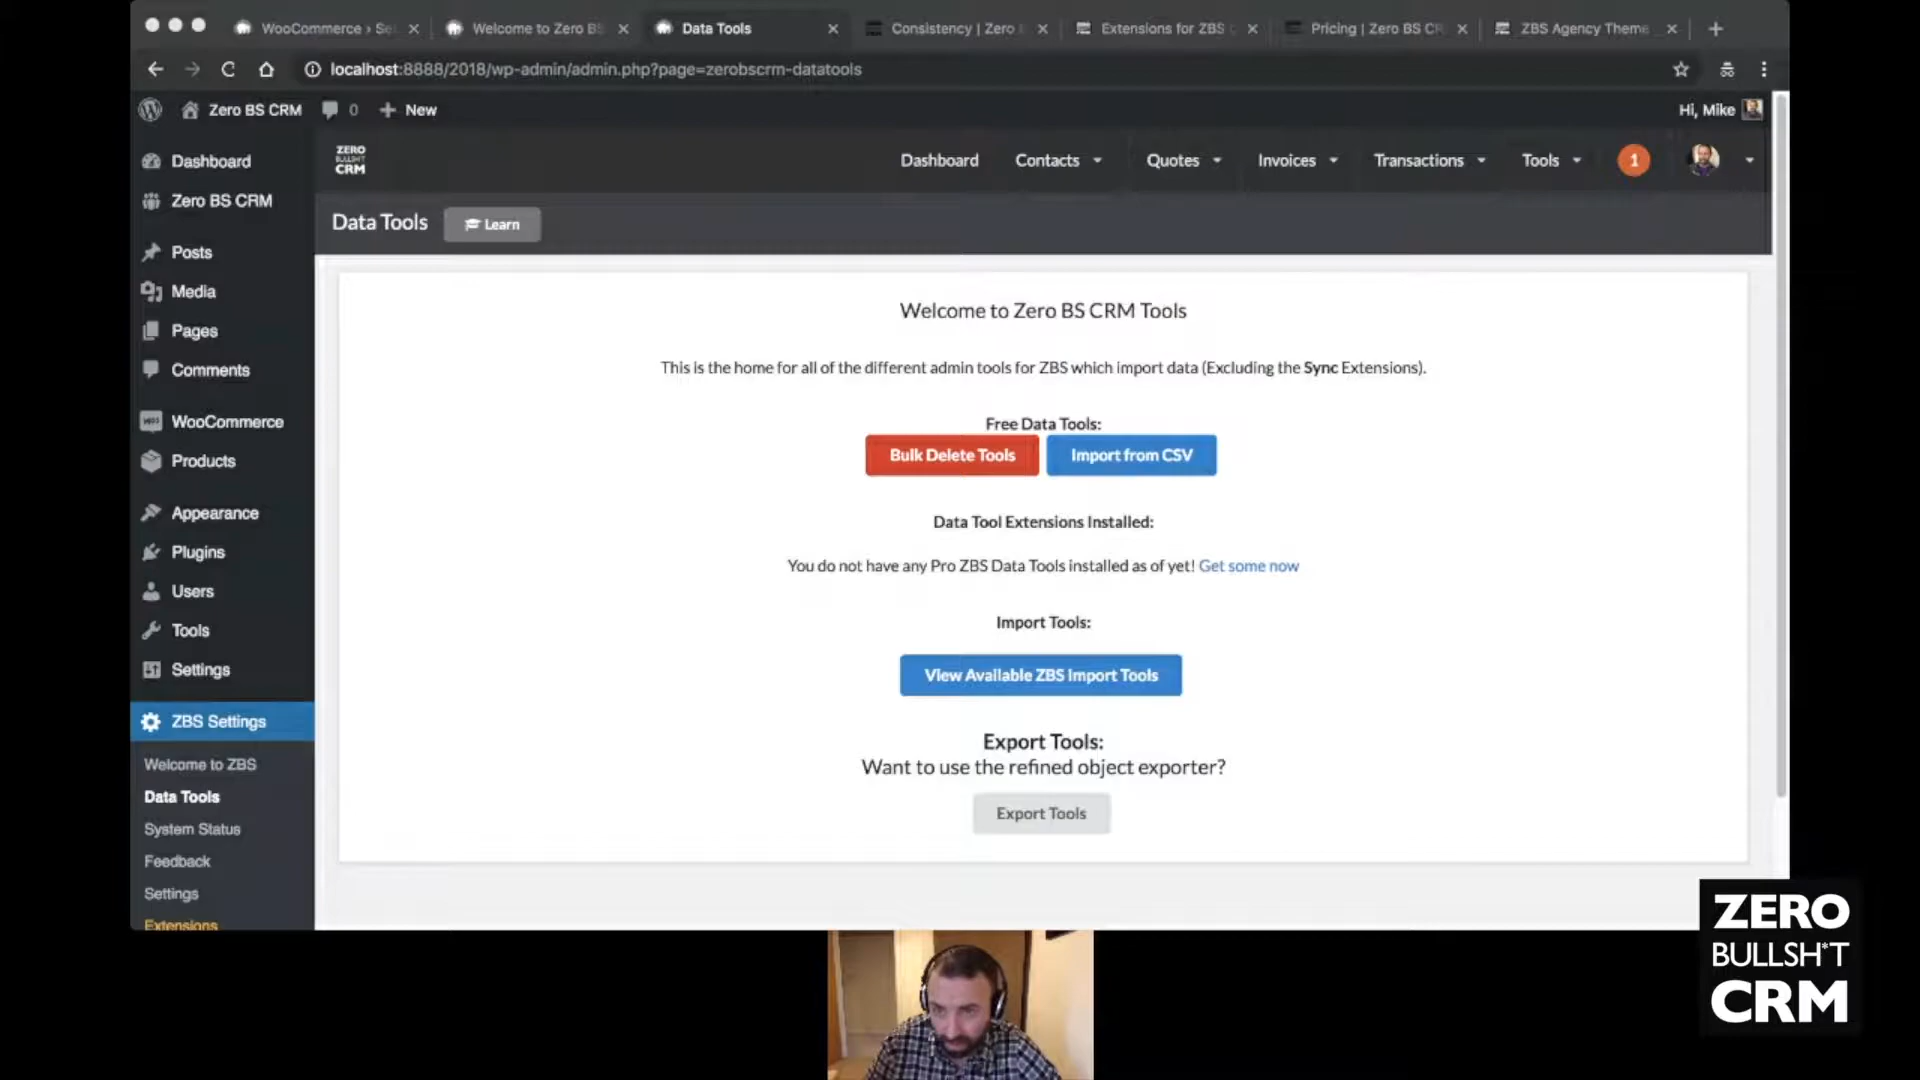 WooCommerce › Se
Welcome to Zero BS
Data Tools
Consistency | Zero
Extensions for ZBS
Pricing | Zero BS CR
ZBS Agency Theme
localhost:8888/2018/wp-admin/admin.php?page=zerobscrm-datatools
Zero BS CRM
0
New
Hi, Mike
Dashboard
Zero BS CRM
Posts
Media
Pages
Comments
WooCommerce
Products
Appearance
Plugins
Users
Tools
Settings
ZBS Settings
Welcome to ZBS
Data Tools
System Status
Feedback
Settings
Extensions
ZERO
BULLSH*T
CRM
Dashboard
Contacts
Quotes
Invoices
Transactions
Tools
1
Data Tools
Learn
Welcome to Zero BS CRM Tools
This is the home for all of the different admin tools for ZBS which import data (Excluding the Sync Extensions).
Free Data Tools:
Bulk Delete Tools
Import from CSV
Data Tool Extensions Installed:
You do not have any Pro ZBS Data Tools installed as of yet! Get some now
Import Tools:
View Available ZBS Import Tools
Export Tools:
Want to use the refined object exporter?
Export Tools
ZERO
BULLSH*T
CRM